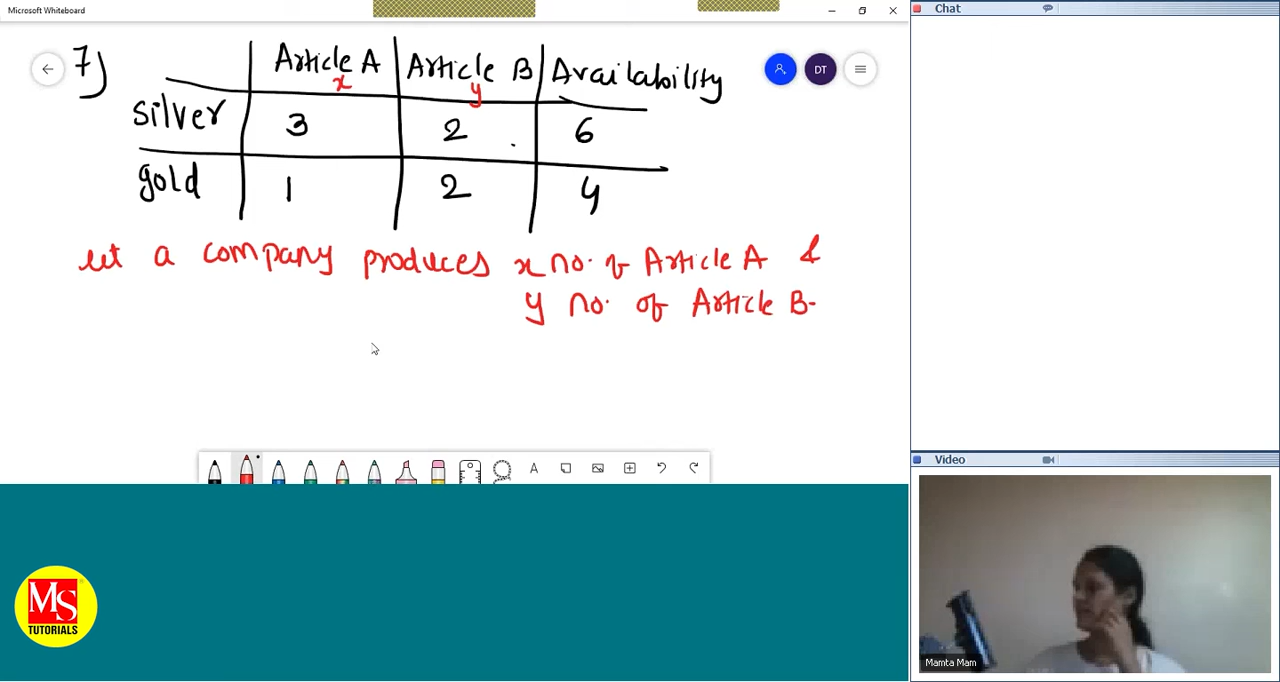 Microsoft Whiteboard
Chat
7)
Article A
Article B
Availability
x
y
silver
3
2
6
gold
1
2
4
DT
let a company produces x no. of Article A &
y no. of Article B-
A
Video
MS
TUTORIALS
Mamta Mam